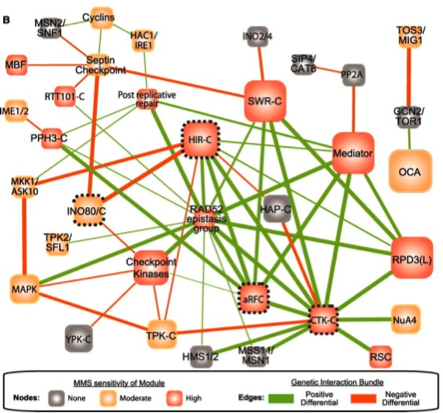 B
MSN2/
SNF1
Cyclins
HAC1/
IRE1
INO2/4
TOS3/
MIG1
MBF
Septin
Checkpoint
SIP4/
CAT8
PP2A
RTT101-C
Post replicative
repair
SWR-C
GCN2/
TOR1
IME1/2
PPH3-C
HIR-C
Mediator
OCA
MKK1/
ASK10
INO80/C
RAD52
epistasis
group
HAP-C
TPK2/
SFL1
Checkpoint
Kinases
RPD3(L)
MAPK
aRFC
CTK-C
NuA4
YPK-C
TPK-C
HMS1/2
MSS11/
MSN1
RSC
MMS sensitivity of Module
Genetic Interaction Bundle
Nodes: None Moderate High Edges: Positive Differential Negative Differential